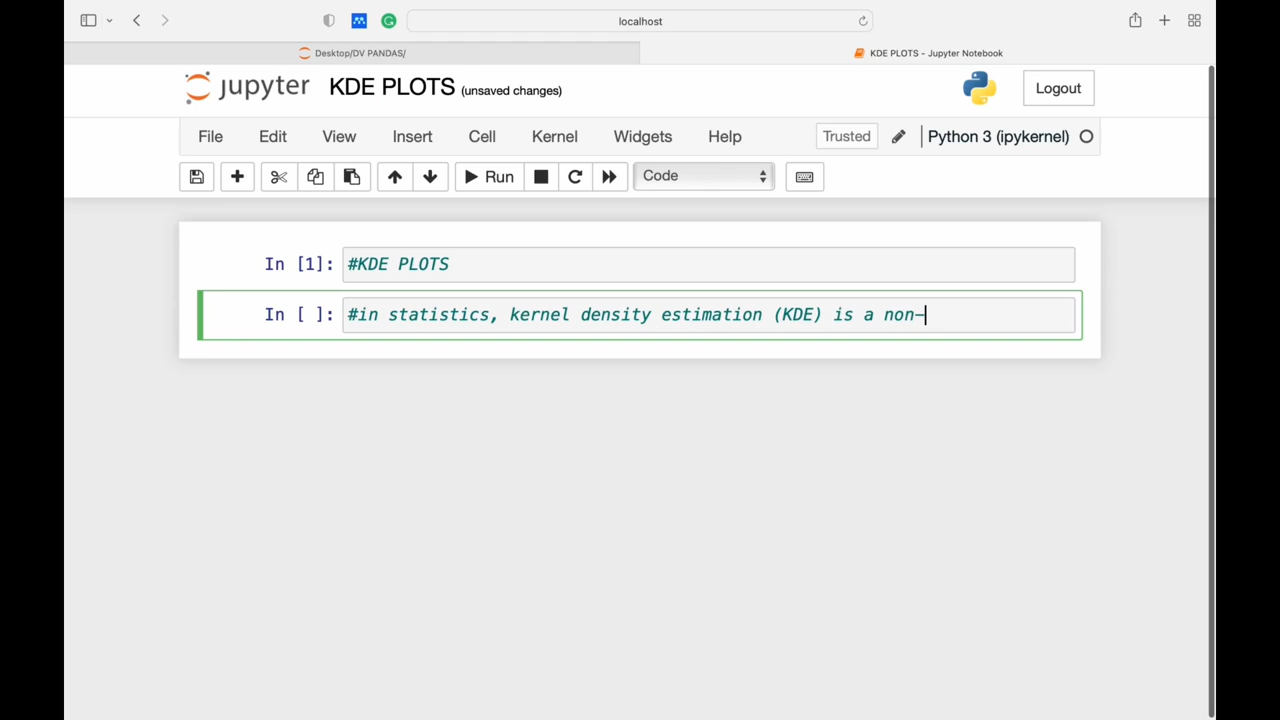 localhost
Desktop/DV PANDAS/
KDE PLOTS - Jupyter Notebook
jupyter KDE PLOTS (unsaved changes)
Logout
File Edit View Insert Cell Kernel Widgets Help
Trusted
Python 3 (ipykernel)
Run
Code
In [1]: #KDE PLOTS
In [ ]: #in statistics, kernel density estimation (KDE) is a non-